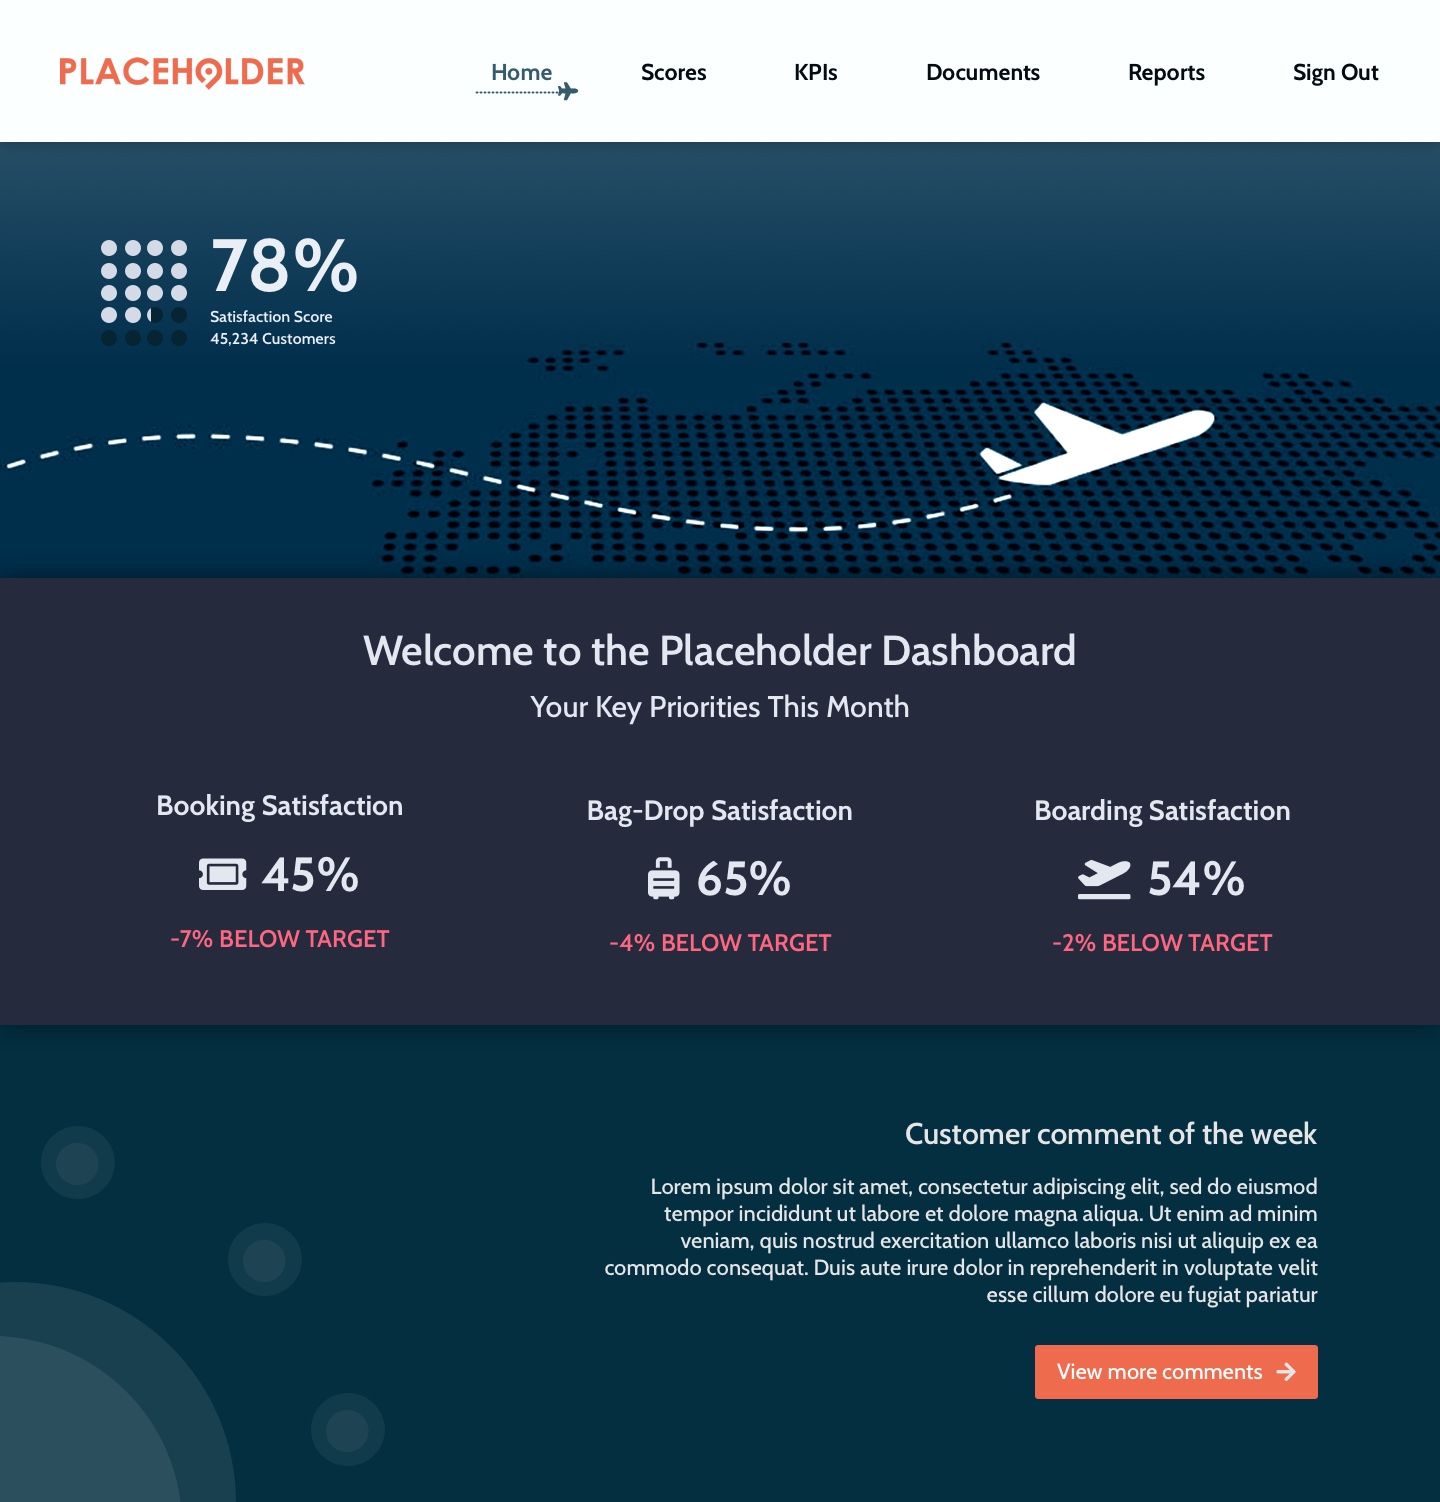 PLACEHOLDER
Home
Scores
KPIs
Documents
Reports
Sign Out
78%
Satisfaction Score
45,234 Customers
Welcome to the Placeholder Dashboard
Your Key Priorities This Month
Booking Satisfaction
45%
-7% BELOW TARGET
Bag-Drop Satisfaction
65%
-4% BELOW TARGET
Boarding Satisfaction
54%
-2% BELOW TARGET
Customer comment of the week
Lorem ipsum dolor sit amet, consectetur adipiscing elit, sed do eiusmod
tempor incididunt ut labore et dolore magna aliqua. Ut enim ad minim
veniam, quis nostrud exercitation ullamco laboris nisi ut aliquip ex ea
commodo consequat. Duis aute irure dolor in reprehenderit in voluptate velit
esse cillum dolore eu fugiat pariatur
View more comments